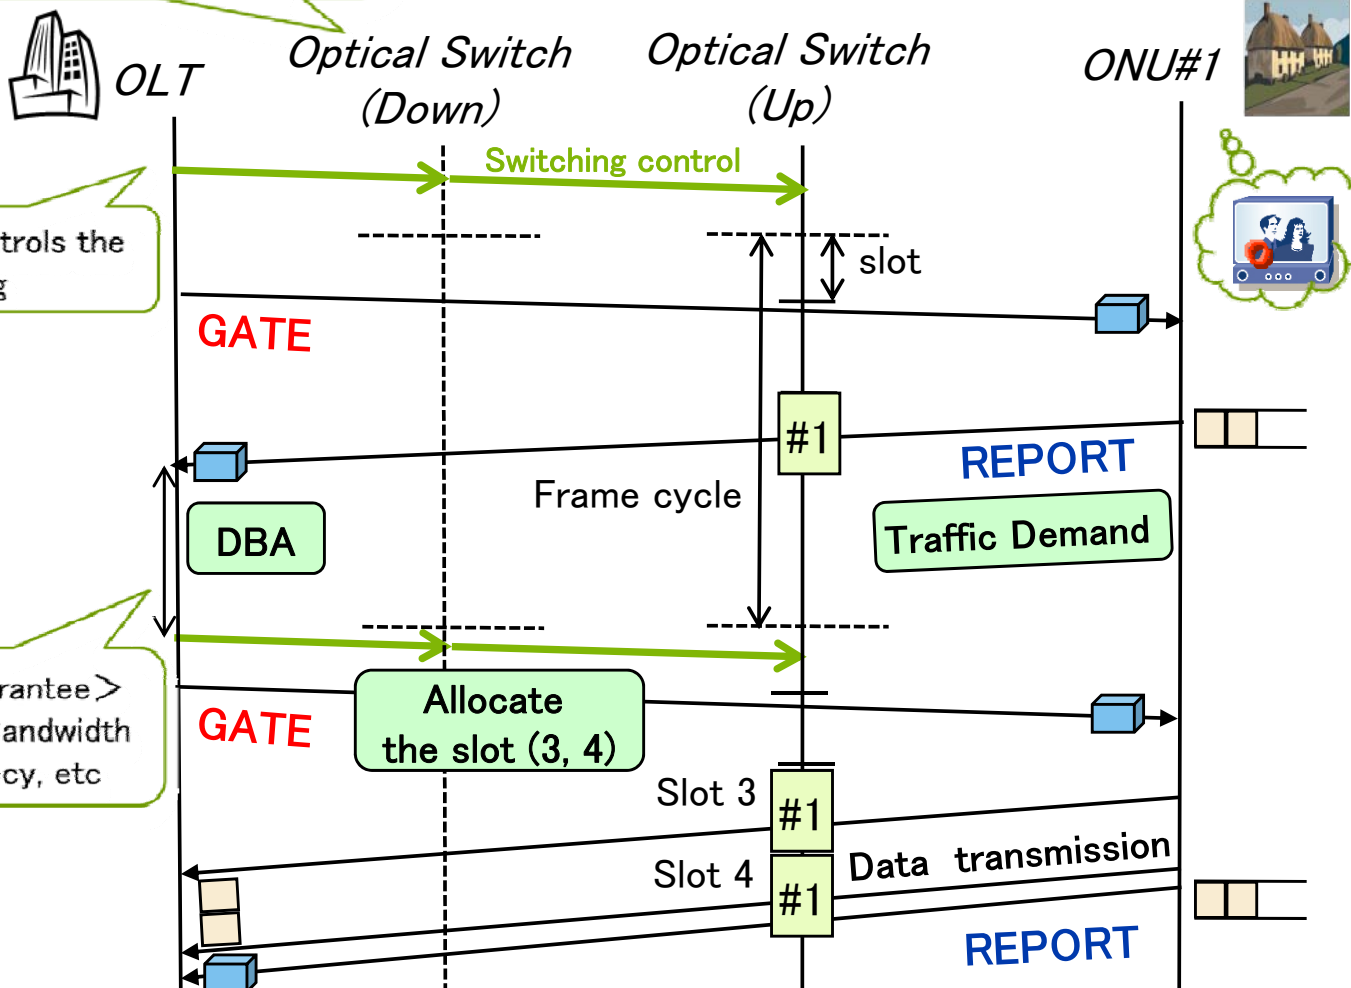 OLT
Optical Switch
(Down)
Optical Switch
(Up)
ONU#1
Switching control
trols the
g
slot
GATE
#1
REPORT
Frame cycle
DBA
Traffic Demand
rantee>
andwidth
cy, etc
GATE
Allocate
the slot (3, 4)
Slot 3
#1
Data transmission
Slot 4
#1
REPORT